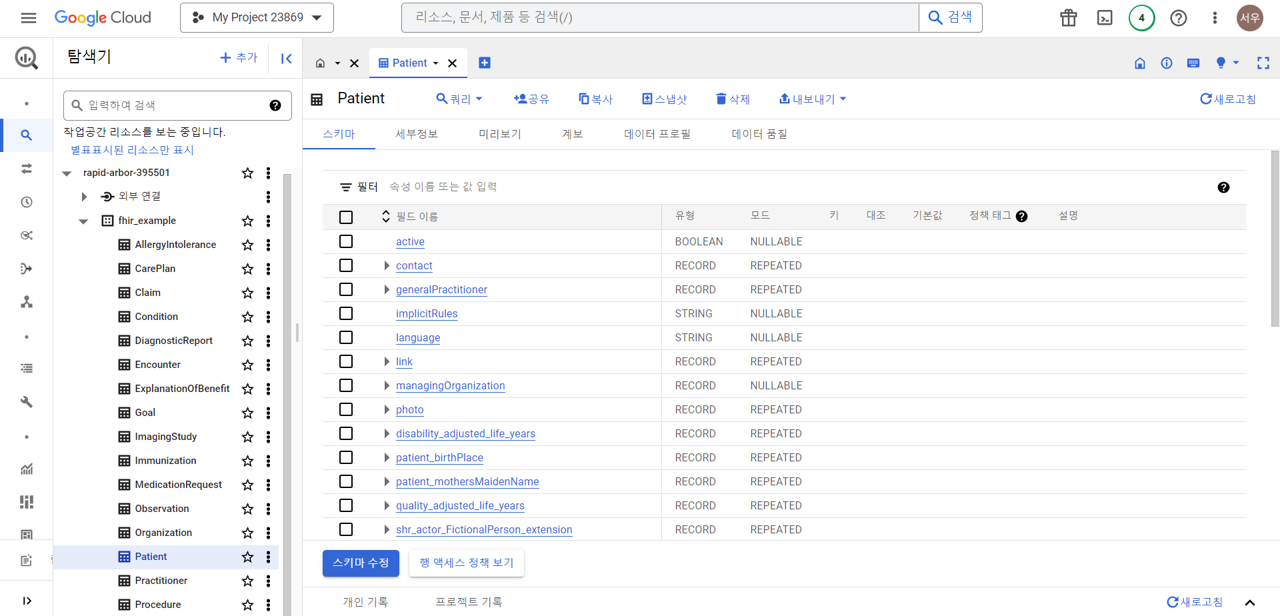 Google Cloud
My Project 23869
리소스, 문서, 제품 등 검색(/)
검색
4
서우
탐색기
추가
Patient
입력하여 검색
작업공간 리소스를 보는 중입니다.
별표표시된 리소스만 표시
rapid-arbor-395501
외부 연결
fhir_example
AllergyIntolerance
CarePlan
Claim
Condition
DiagnosticReport
Encounter
ExplanationOfBenefit
Goal
ImagingStudy
Immunization
MedicationRequest
Observation
Organization
Patient
Practitioner
Procedure
Patient
쿼리
공유
복사
스냅샷
삭제
내보내기
새로고침
스키마
세부정보
미리보기
계보
데이터 프로필
데이터 품질
필터 속성 이름 또는 값 입력
필드 이름 유형 모드 키 대조 기본값 정책 태그 설명
active BOOLEAN NULLABLE
contact RECORD REPEATED
generalPractitioner RECORD REPEATED
implicitRules STRING NULLABLE
language STRING NULLABLE
link RECORD REPEATED
managingOrganization RECORD NULLABLE
photo RECORD REPEATED
disability_adjusted_life_years RECORD REPEATED
patient_birthPlace RECORD REPEATED
patient_mothersMaidenName RECORD REPEATED
quality_adjusted_life_years RECORD REPEATED
shr_actor_FictionalPerson_extension RECORD REPEATED
스키마 수정
행 액세스 정책 보기
개인 기록
프로젝트 기록
새로고침